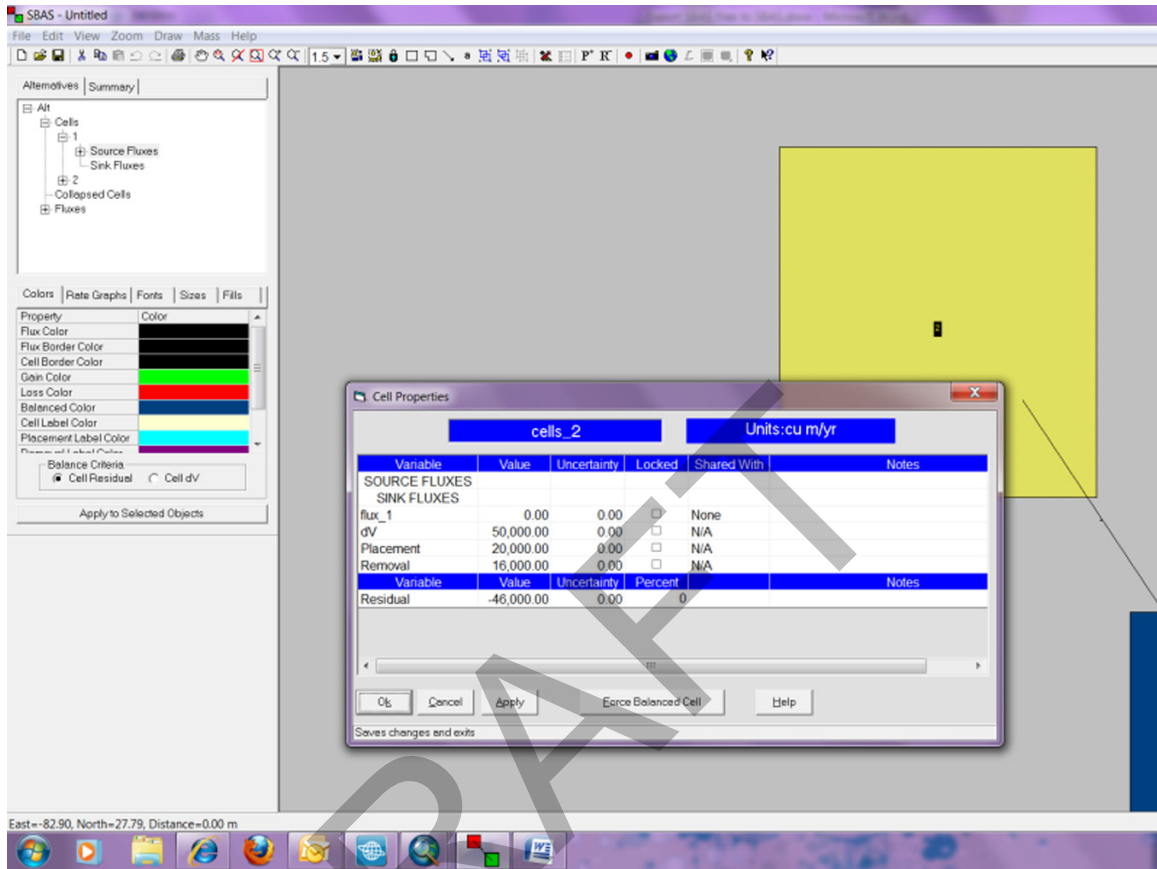 SBAS - Untitled
File Edit View Zoom Draw Mass Help
1.5
Alternatives Summary
Alt
Cells
1
Source Fluxes
Sink Fluxes
2
Collapsed Cells
Fluxes
Colors Rate Graphs Fonts Sizes Fills
Property Color
Flux Color
Flux Border Color
Cell Border Color
Gain Color
Loss Color
Balanced Color
Cell Label Color
Placement Label Color
Balance Criteria
Cell Residual Cell dV
Apply to Selected Objects
2
Cell Properties
cells_2 Units:cu m/yr
Variable Value Uncertainty Locked Shared With Notes
SOURCE FLUXES
SINK FLUXES
flux_1 0.00 0.00 None
dV 50,000.00 0.00 N/A
Placement 20,000.00 0.00 N/A
Removal 16,000.00 0.00 N/A
Variable Value Uncertainty Percent Notes
Residual -46,000.00 0.00 0
Ok Cancel Apply Force Balanced Cell Help
Saves changes and exits
East=-82.90, North=27.79, Distance=0.00 m